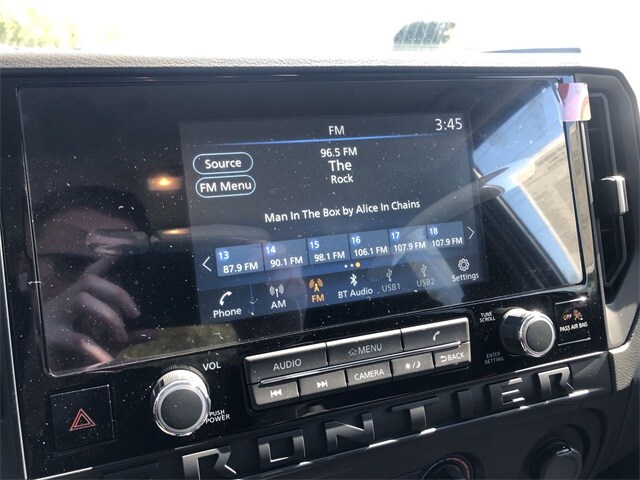 FM
3:45
Source
FM Menu
96.5 FM
The
Rock
Man In The Box by Alice In Chains
13 14 15 16 17 18
87.9 FM 90.1 FM 98.1 FM 106.1 FM 107.9 FM 107.9 FM
Phone AM FM BT Audio USB1 USB2 Settings
VOL
PUSH
POWER
AUDIO MENU
CAMERA BACK
TUNE
SCROLL
ENTER
SETTING
OFF
PASS AIR BAG
FRONTIER